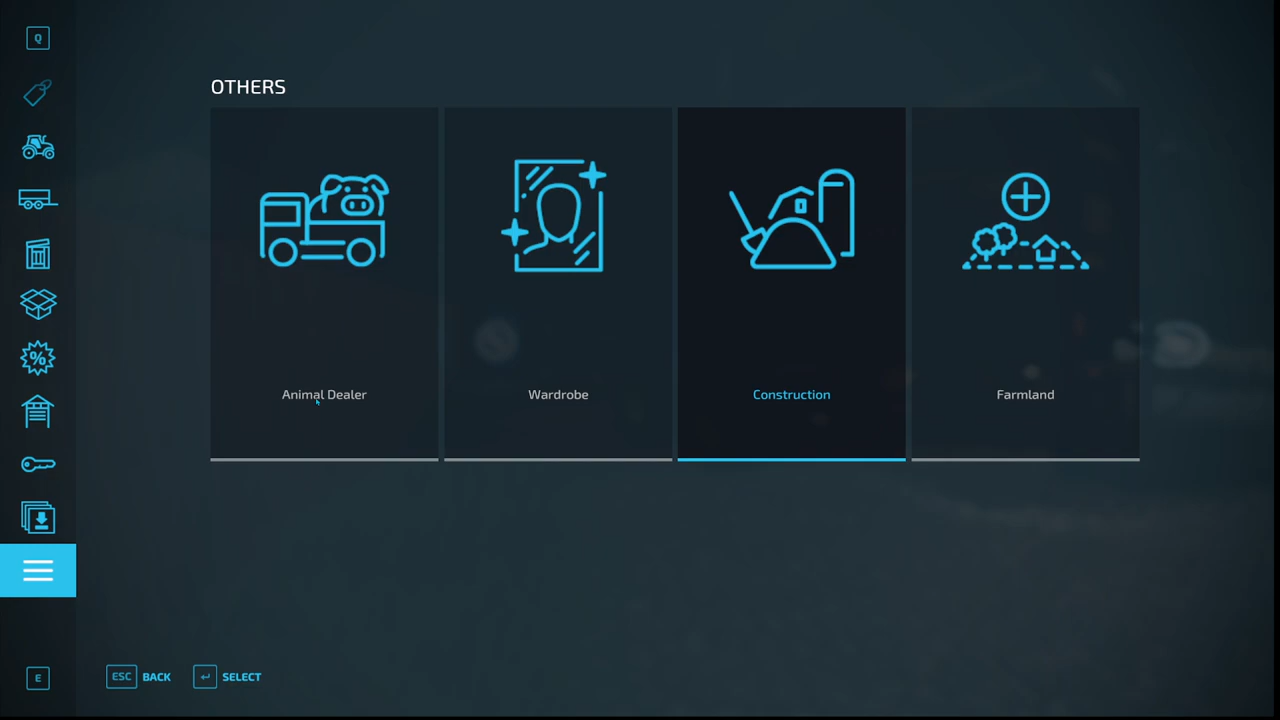 Q
OTHERS
%
Animal Dealer
Wardrobe
Construction
Farmland
E
ESC BACK
↵ SELECT